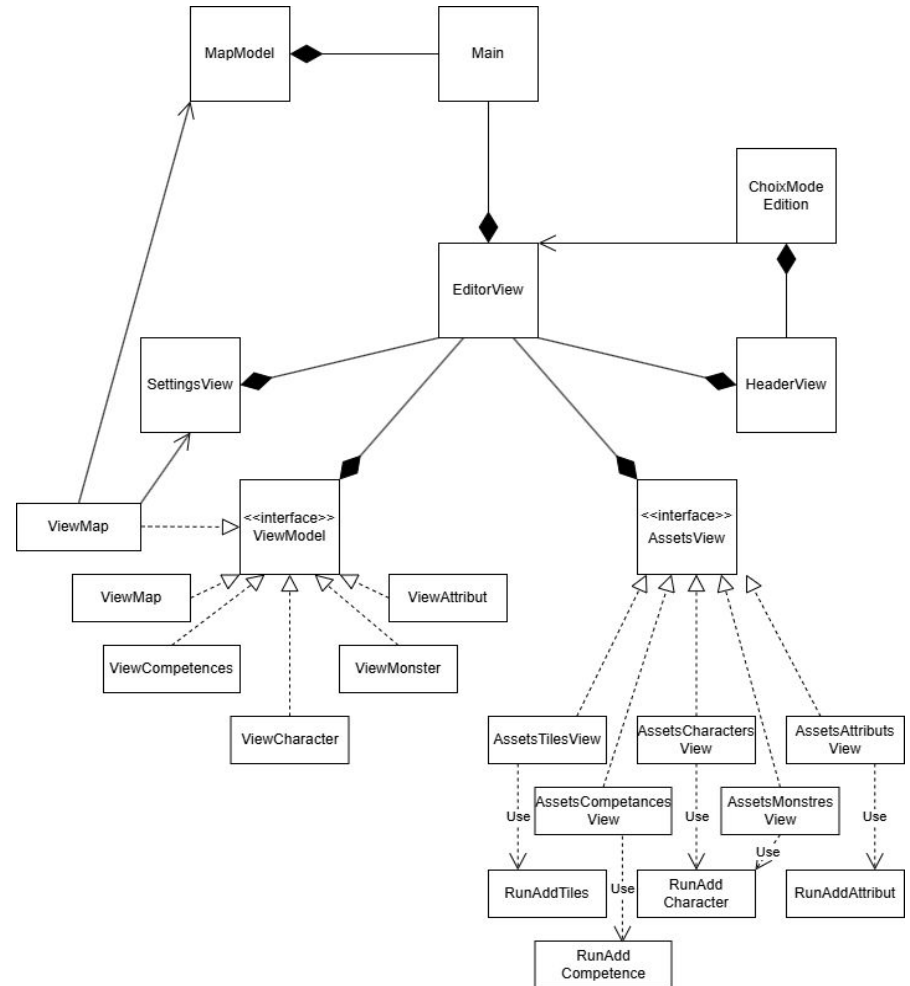 MapModel
Main
ChoixMode
Edition
EditorView
SettingsView
HeaderView
<<interface>>
ViewModel
<<interface>>
AssetsView
ViewMap
ViewMap
ViewAttribut
ViewCompetences
ViewMonster
ViewCharacter
AssetsTilesView
AssetsCharacters
View
AssetsAttributs
View
AssetsCompetances
View
AssetsMonstres
View
Use
Use
Use
Use
Use
RunAddTiles
RunAdd
Character
RunAddAttribut
RunAdd
Competence